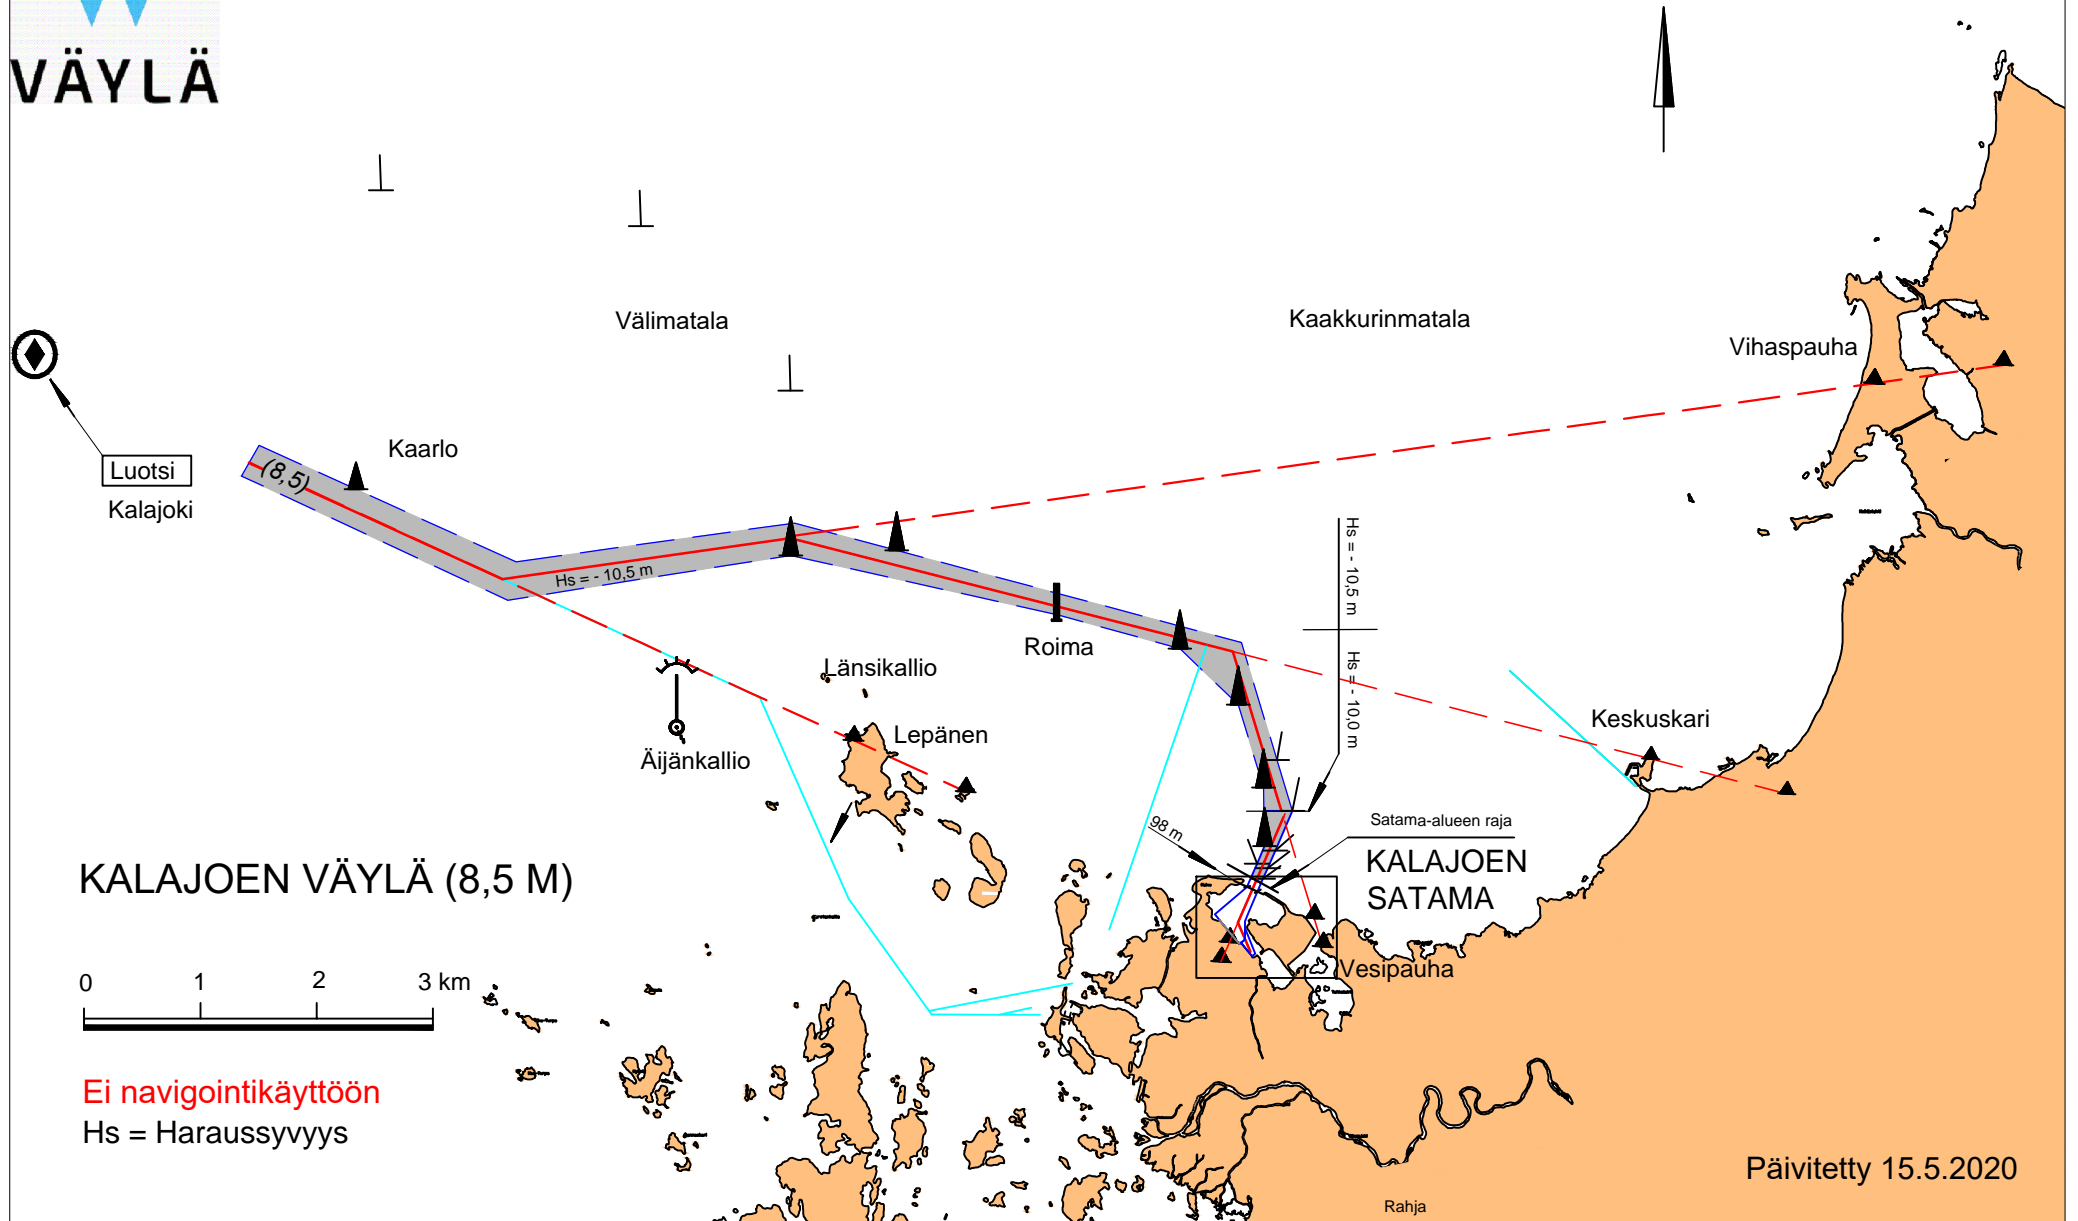 VÄYLÄ
Välimatala
Kaakkurinmatala
Vihaspauha
Kaarlo
Luotsi
Kalajoki
(8,5)
Hs = - 10,5 m
Hs = - 10,5 m
Hs = - 10,0 m
Roima
Länsikallio
Lepänen
Äijänkallio
Keskuskari
98 m
Satama-alueen raja
KALAJOEN
SATAMA
Vesipauha
KALAJOEN VÄYLÄ (8,5 M)
0 1 2 3 km
Ei navigointikäyttöön
Hs = Haraussyvyys
Päivitetty 15.5.2020
Rahja